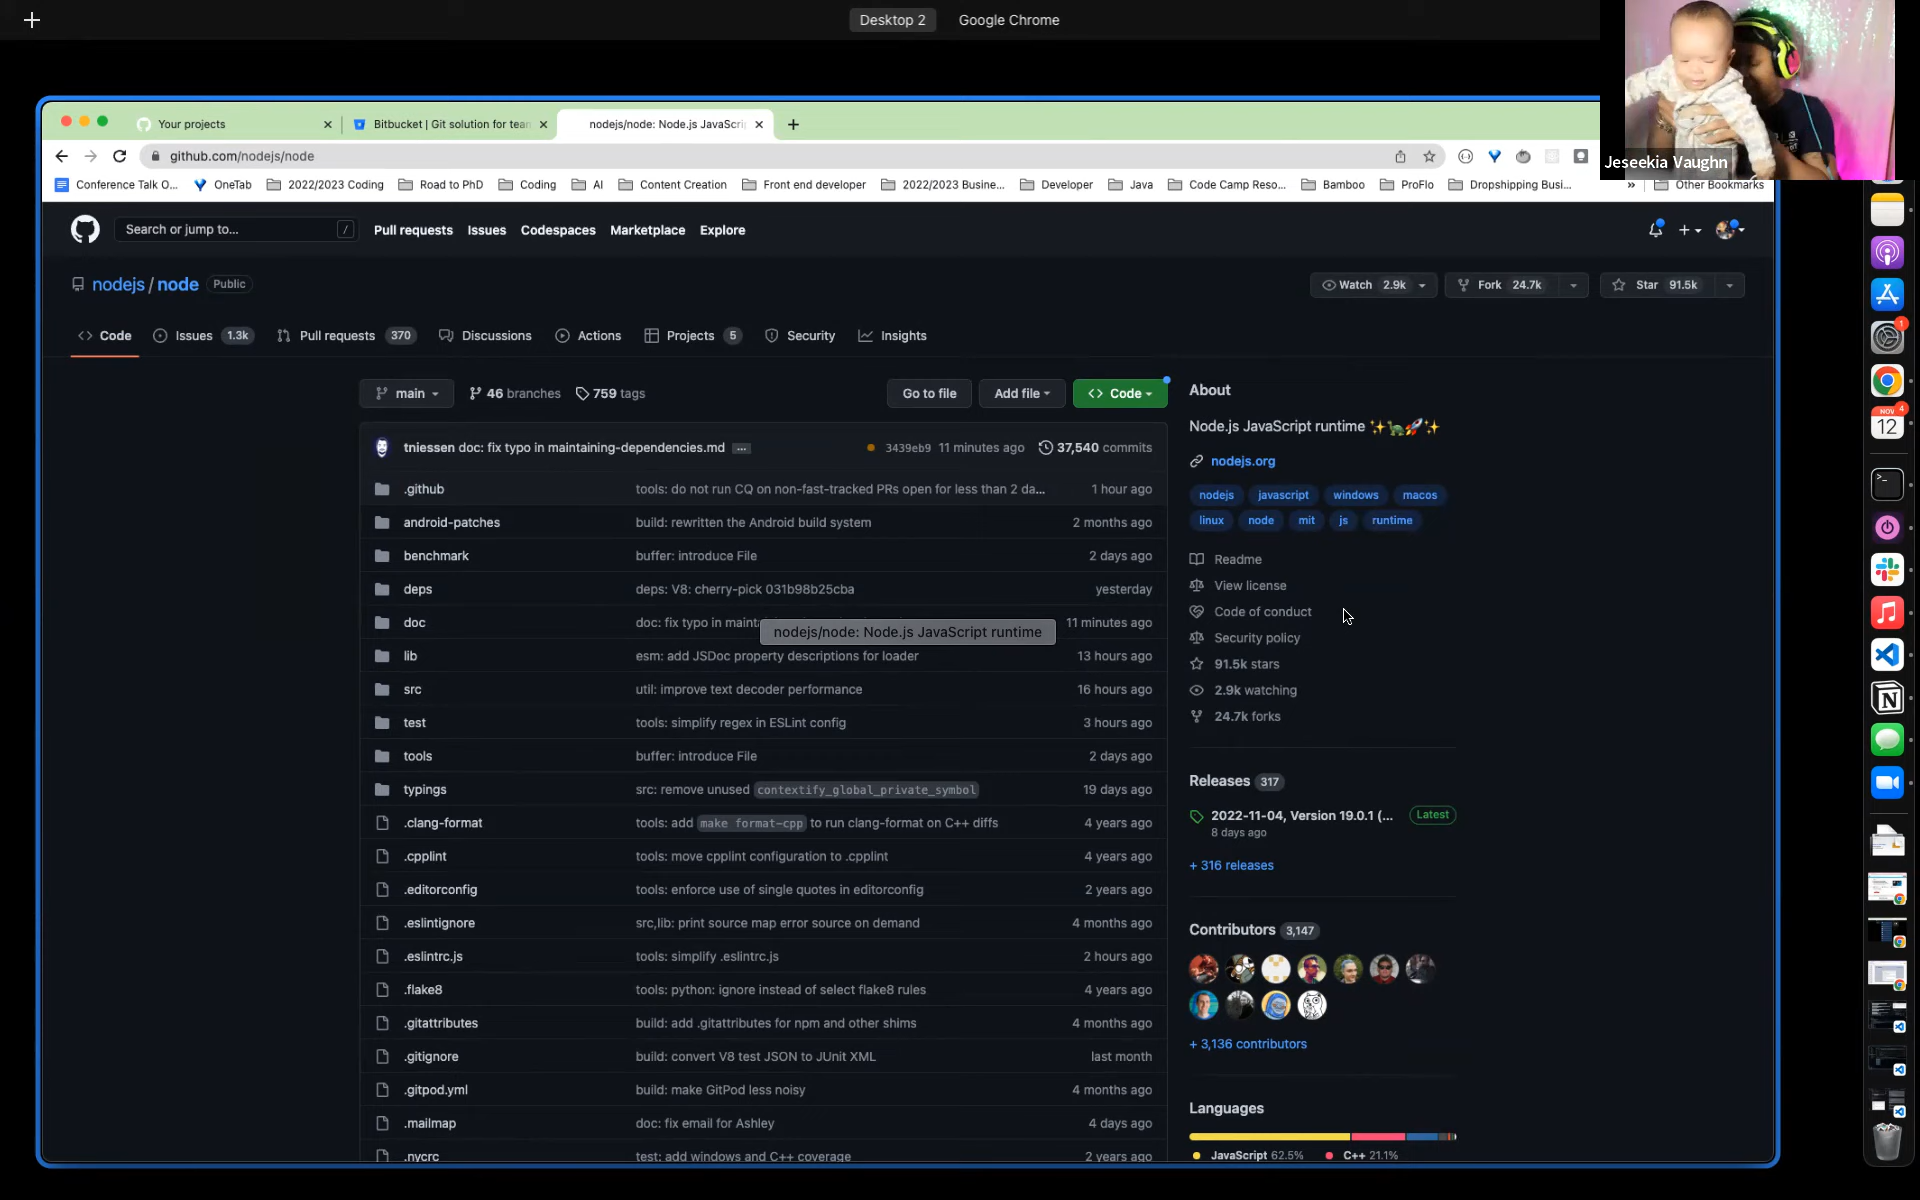 Desktop 2 Google Chrome
Jeseekia Vaughn
Your projects Bitbucket | Git solution for tean nodejs/node: Node.js JavaScri
github.com/nodejs/node
Conference Talk O... OneTab 2022/2023 Coding Road to PhD Coding AI Content Creation Front end developer 2022/2023 Busine... Developer Java Code Camp Reso... Bamboo ProFlo Dropshipping Busi... » Other Bookmarks
Search or jump to... / Pull requests Issues Codespaces Marketplace Explore
nodejs / node Public Watch 2.9k Fork 24.7k Star 91.5k
Code Issues 1.3k Pull requests 370 Discussions Actions Projects 5 Security Insights
main 46 branches 759 tags Go to file Add file Code
tniessen doc: fix typo in maintaining-dependencies.md ... 3439eb9 11 minutes ago 37,540 commits
.github tools: do not run CQ on non-fast-tracked PRs open for less than 2 da... 1 hour ago
android-patches build: rewritten the Android build system 2 months ago
benchmark buffer: introduce File 2 days ago
deps deps: V8: cherry-pick 031b98b25cba yesterday
doc doc: fix typo in maint 11 minutes ago
nodejs/node: Node.js JavaScript runtime
lib esm: add JSDoc property descriptions for loader 13 hours ago
src util: improve text decoder performance 16 hours ago
test tools: simplify regex in ESLint config 3 hours ago
tools buffer: introduce File 2 days ago
typings src: remove unused contextify_global_private_symbol 19 days ago
.clang-format tools: add make format-cpp to run clang-format on C++ diffs 4 years ago
.cpplint tools: move cpplint configuration to .cpplint 4 years ago
.editorconfig tools: enforce use of single quotes in editorconfig 2 years ago
.eslintignore src,lib: print source map error source on demand 4 months ago
.eslintrc.js tools: simplify .eslintrc.js 2 hours ago
.flake8 tools: python: ignore instead of select flake8 rules 4 years ago
.gitattributes build: add .gitattributes for npm and other shims 4 months ago
.gitignore build: convert V8 test JSON to JUnit XML last month
.gitpod.yml build: make GitPod less noisy 4 months ago
.mailmap doc: fix email for Ashley 4 days ago
.nycrc test: add windows and C++ coverage 2 years ago
About
Node.js JavaScript runtime ✨🐢🚀✨
nodejs.org
nodejs javascript windows macos
linux node mit js runtime
Readme
View license
Code of conduct
Security policy
91.5k stars
2.9k watching
24.7k forks
Releases 317
2022-11-04, Version 19.0.1 (... Latest
8 days ago
+ 316 releases
Contributors 3,147
+ 3,136 contributors
Languages
JavaScript 62.5% C++ 21.1%
1
NOV 4
12